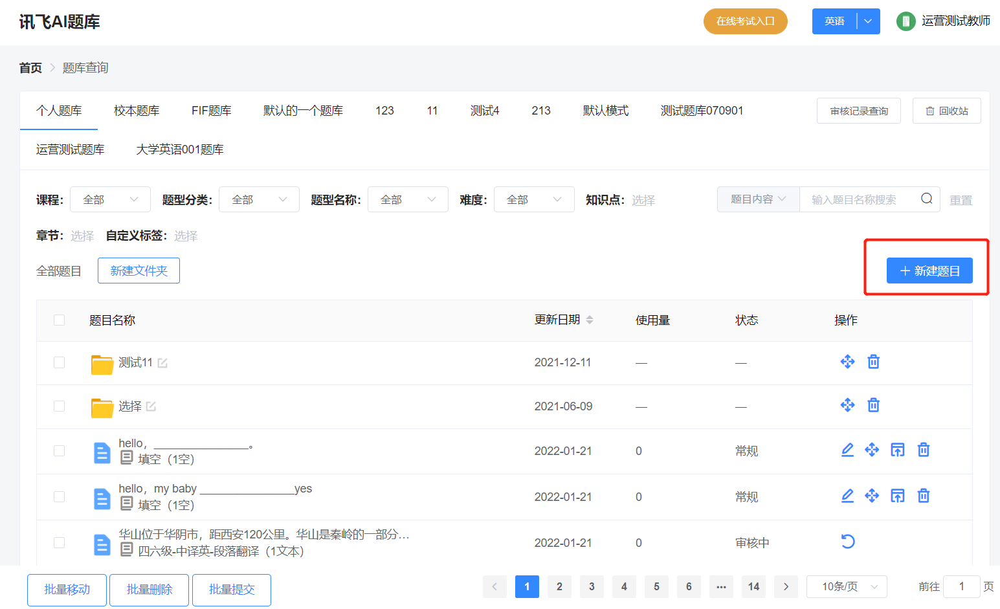 讯飞AI题库
在线考试入口
英语
运营测试教师
首页 > 题库查询
个人题库 校本题库 FIF题库 默认的一个题库 123 11 测试4 213 默认模式 测试题库070901
审核记录查询 回收站
运营测试题库 大学英语001题库
课程： 全部 题型分类： 全部 题型名称： 全部 难度： 全部 知识点： 选择
题目内容 输入题目名称搜索 重置
章节： 选择 自定义标签： 选择
全部题目 新建文件夹
+ 新建题目
题目名称 更新日期 使用量 状态 操作
测试11 2021-12-11 — —
选择 2021-06-09 — —
hello，________________。
填空（1空） 2022-01-21 0 常规
hello，my baby ________________yes
填空（1空） 2022-01-21 0 常规
华山位于华阴市，距西安120公里。华山是秦岭的一部分…
四六级-中译英-段落翻译（1文本） 2022-01-21 0 审核中
批量移动 批量删除 批量提交
< 1 2 3 4 5 6 ··· 14 > 10条/页 前往 1 页